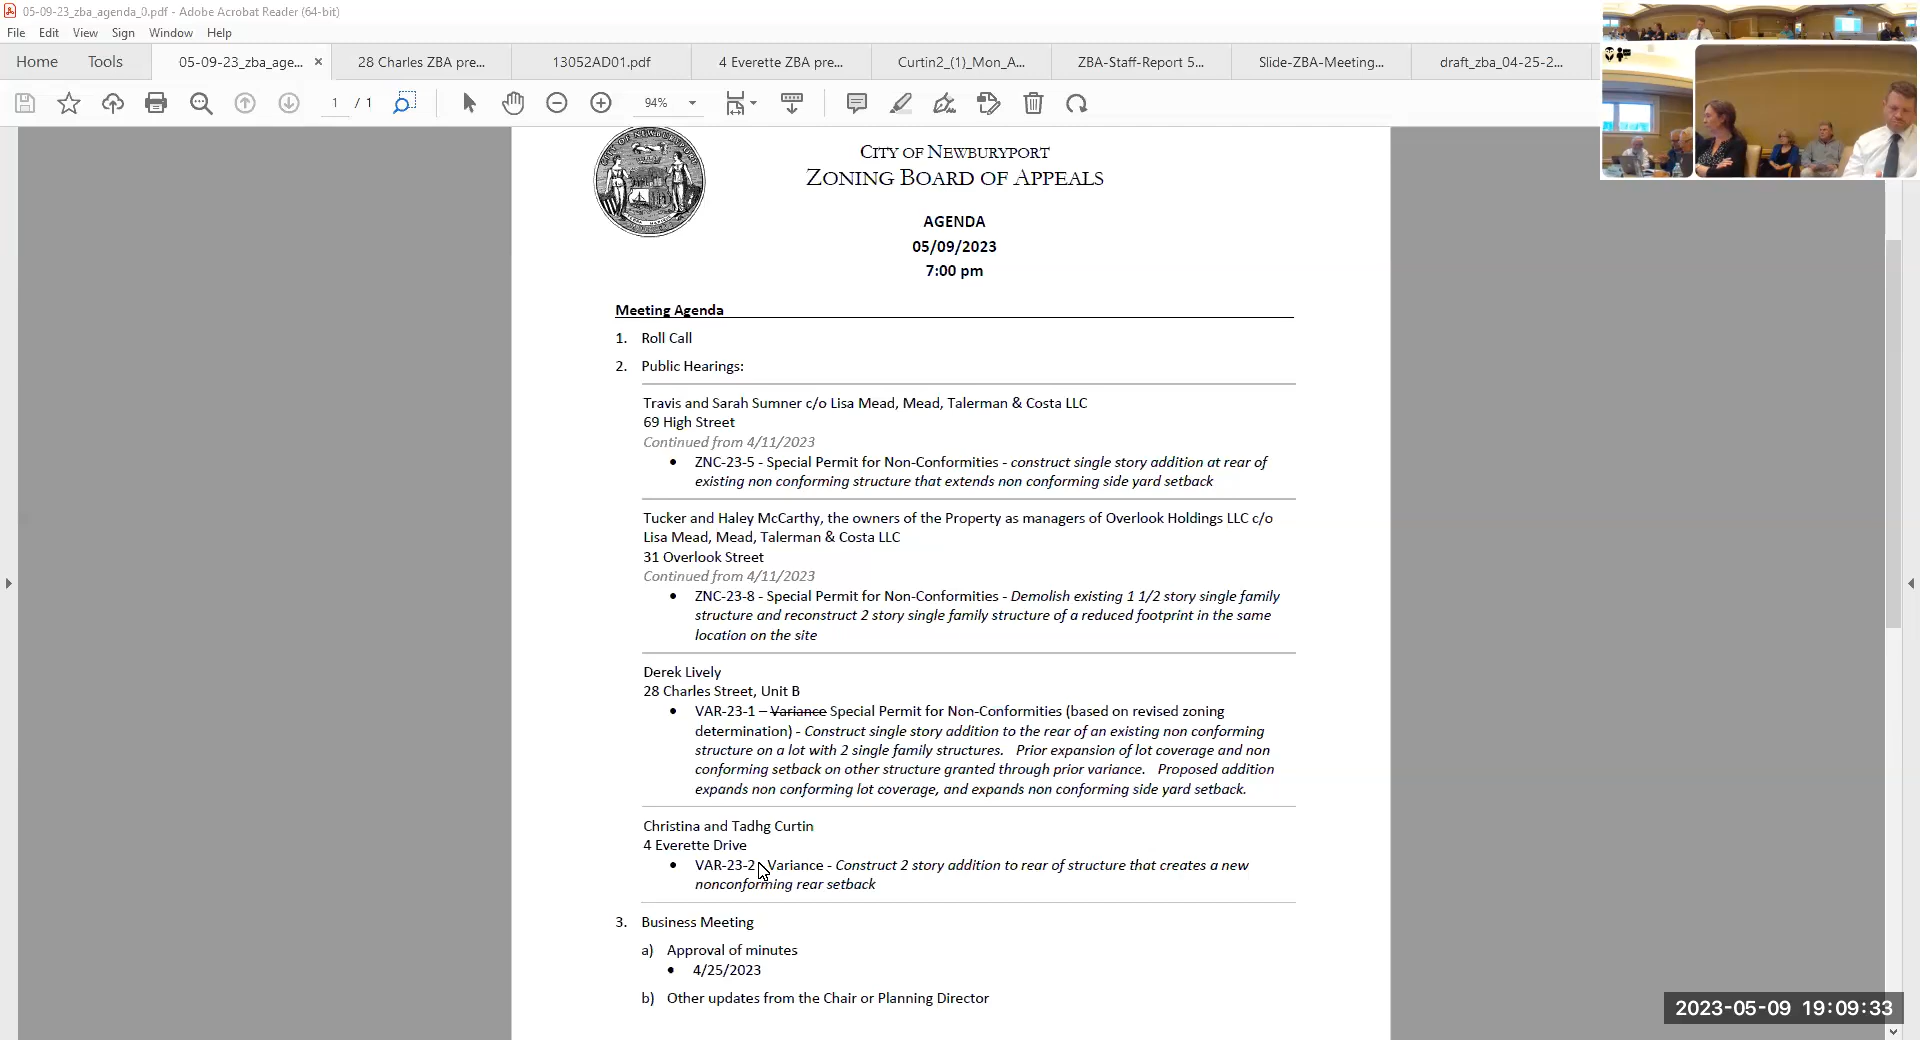 05-09-23_zba_agenda_0.pdf - Adobe Acrobat Reader (64-bit)
File Edit View Sign Window Help
Home Tools 05-09-23_zba_age... × 28 Charles ZBA pre... 13052AD01.pdf 4 Everette ZBA pre... Curtin2_(1)_Mon_A... ZBA-Staff-Report 5... Slide-ZBA-Meeting... draft_zba_04-25-2...
1 / 1 94%
CITY OF NEWBURYPORT
ZONING BOARD OF APPEALS
AGENDA
05/09/2023
7:00 pm
Meeting Agenda
1. Roll Call
2. Public Hearings:
Travis and Sarah Sumner c/o Lisa Mead, Mead, Talerman & Costa LLC
69 High Street
Continued from 4/11/2023
• ZNC-23-5 - Special Permit for Non-Conformities - construct single story addition at rear of
existing non conforming structure that extends non conforming side yard setback
Tucker and Haley McCarthy, the owners of the Property as managers of Overlook Holdings LLC c/o
Lisa Mead, Mead, Talerman & Costa LLC
31 Overlook Street
Continued from 4/11/2023
• ZNC-23-8 - Special Permit for Non-Conformities - Demolish existing 1 1/2 story single family
structure and reconstruct 2 story single family structure of a reduced footprint in the same
location on the site
Derek Lively
28 Charles Street, Unit B
• VAR-23-1 – Variance Special Permit for Non-Conformities (based on revised zoning
determination) - Construct single story addition to the rear of an existing non conforming
structure on a lot with 2 single family structures. Prior expansion of lot coverage and non
conforming setback on other structure granted through prior variance. Proposed addition
expands non conforming lot coverage, and expands non conforming side yard setback.
Christina and Tadhg Curtin
4 Everette Drive
• VAR-23-2 - Variance - Construct 2 story addition to rear of structure that creates a new
nonconforming rear setback
3. Business Meeting
a) Approval of minutes
• 4/25/2023
b) Other updates from the Chair or Planning Director
2023-05-09 19:09:33